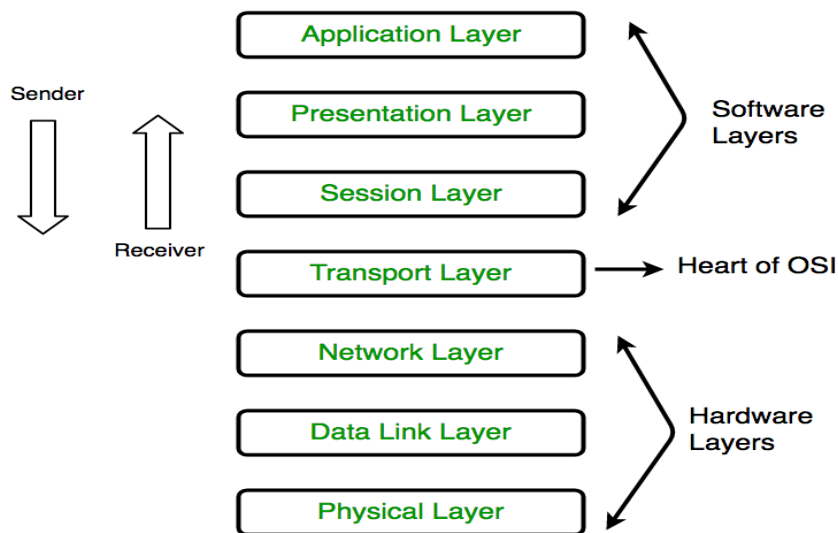 Application Layer
Sender
Presentation Layer
Software
Layers
Session Layer
Receiver
Transport Layer
Heart of OSI
Network Layer
Data Link Layer
Hardware
Layers
Physical Layer